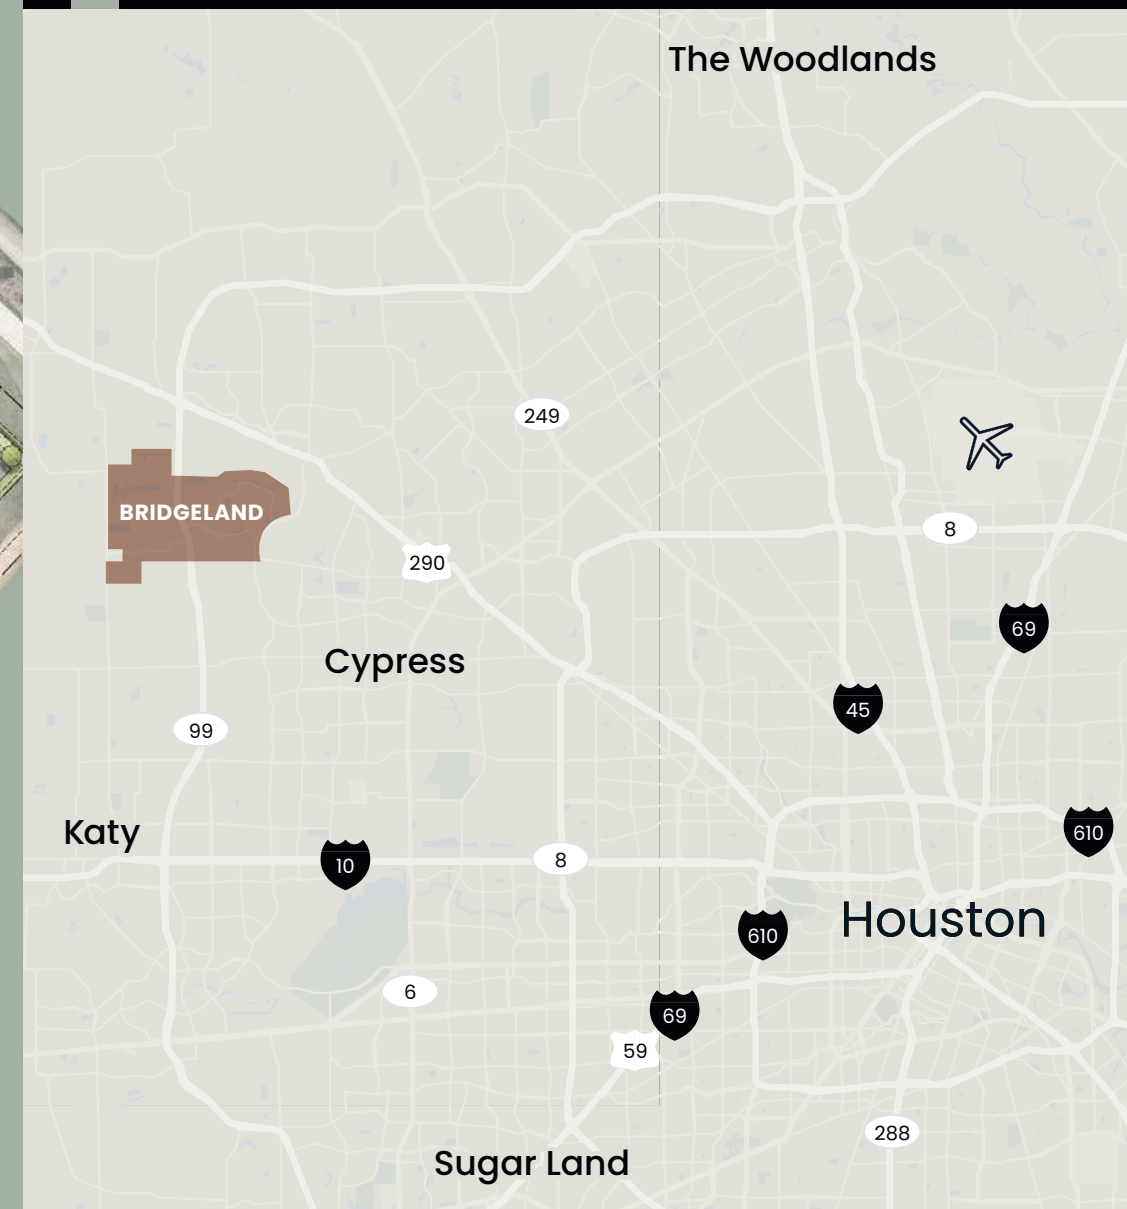 The Woodlands
249
BRIDGELAND
8
290
69
Cypress
45
99
Katy
610
10
8
Houston
610
6
69
59
288
Sugar Land